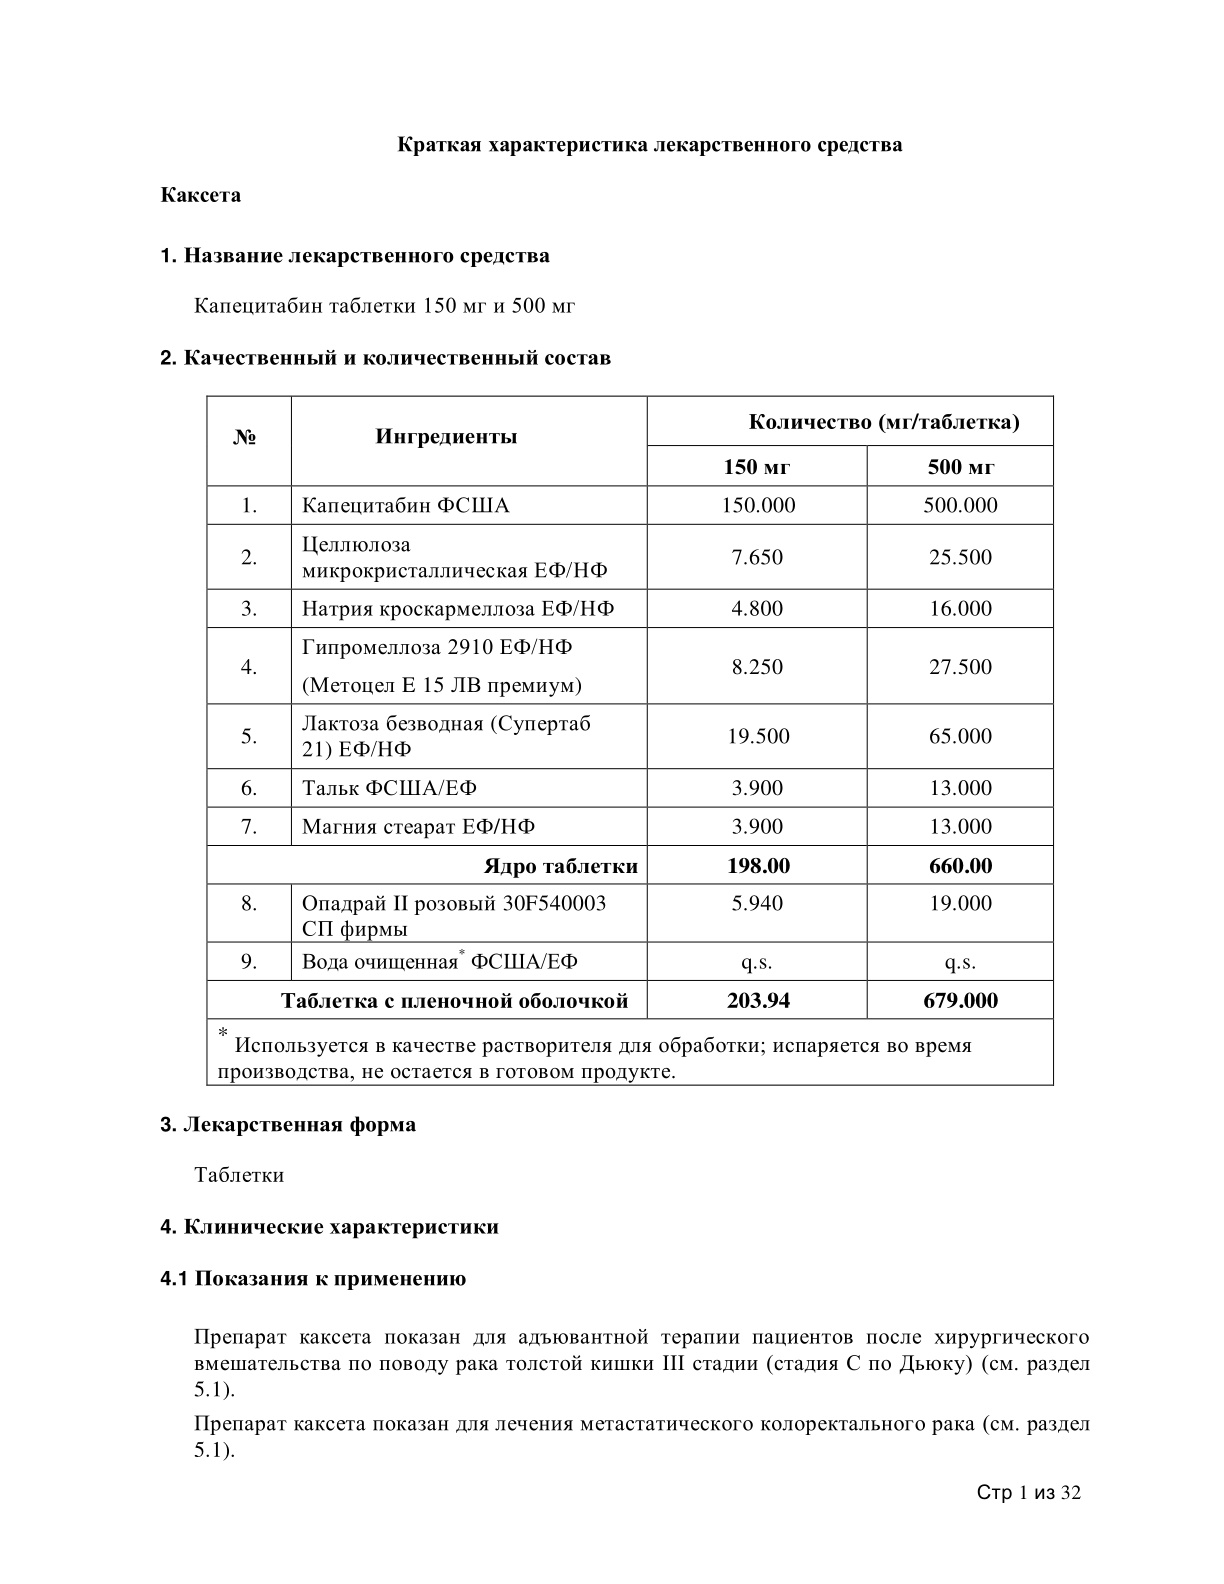 Краткая характеристика лекарственного средства
Каксета
1. Название лекарственного средства
Капецитабин таблетки 150 мг и 500 мг
2. Качественный и количественный состав
№ Ингредиенты Количество (мг/таблетка)
150 мг 500 мг
1. Капецитабин ФСША 150.000 500.000
2. Целлюлоза
микрокристаллическая ЕФ/НФ 7.650 25.500
3. Натрия кроскармеллоза ЕФ/НФ 4.800 16.000
4. Гипромеллоза 2910 ЕФ/НФ
(Метоцел Е 15 ЛВ премиум) 8.250 27.500
5. Лактоза безводная (Супертаб
21) ЕФ/НФ 19.500 65.000
6. Тальк ФСША/ЕФ 3.900 13.000
7. Магния стеарат ЕФ/НФ 3.900 13.000
Ядро таблетки 198.00 660.00
8. Опадрай II розовый 30F540003 5.940 19.000
СП фирмы
9. Вода очищенная* ФСША/ЕФ q.s. q.s.
Таблетка с пленочной оболочкой 203.94 679.000
* Используется в качестве растворителя для обработки; испаряется во время
производства, не остается в готовом продукте.
3. Лекарственная форма
Таблетки
4. Клинические характеристики
4.1 Показания к применению
Препарат каксета показан для адъювантной терапии пациентов после хирургического
вмешательства по поводу рака толстой кишки III стадии (стадия С по Дьюку) (см. раздел
5.1).
Препарат каксета показан для лечения метастатического колоректального рака (см. раздел
5.1).
Стр 1 из 32